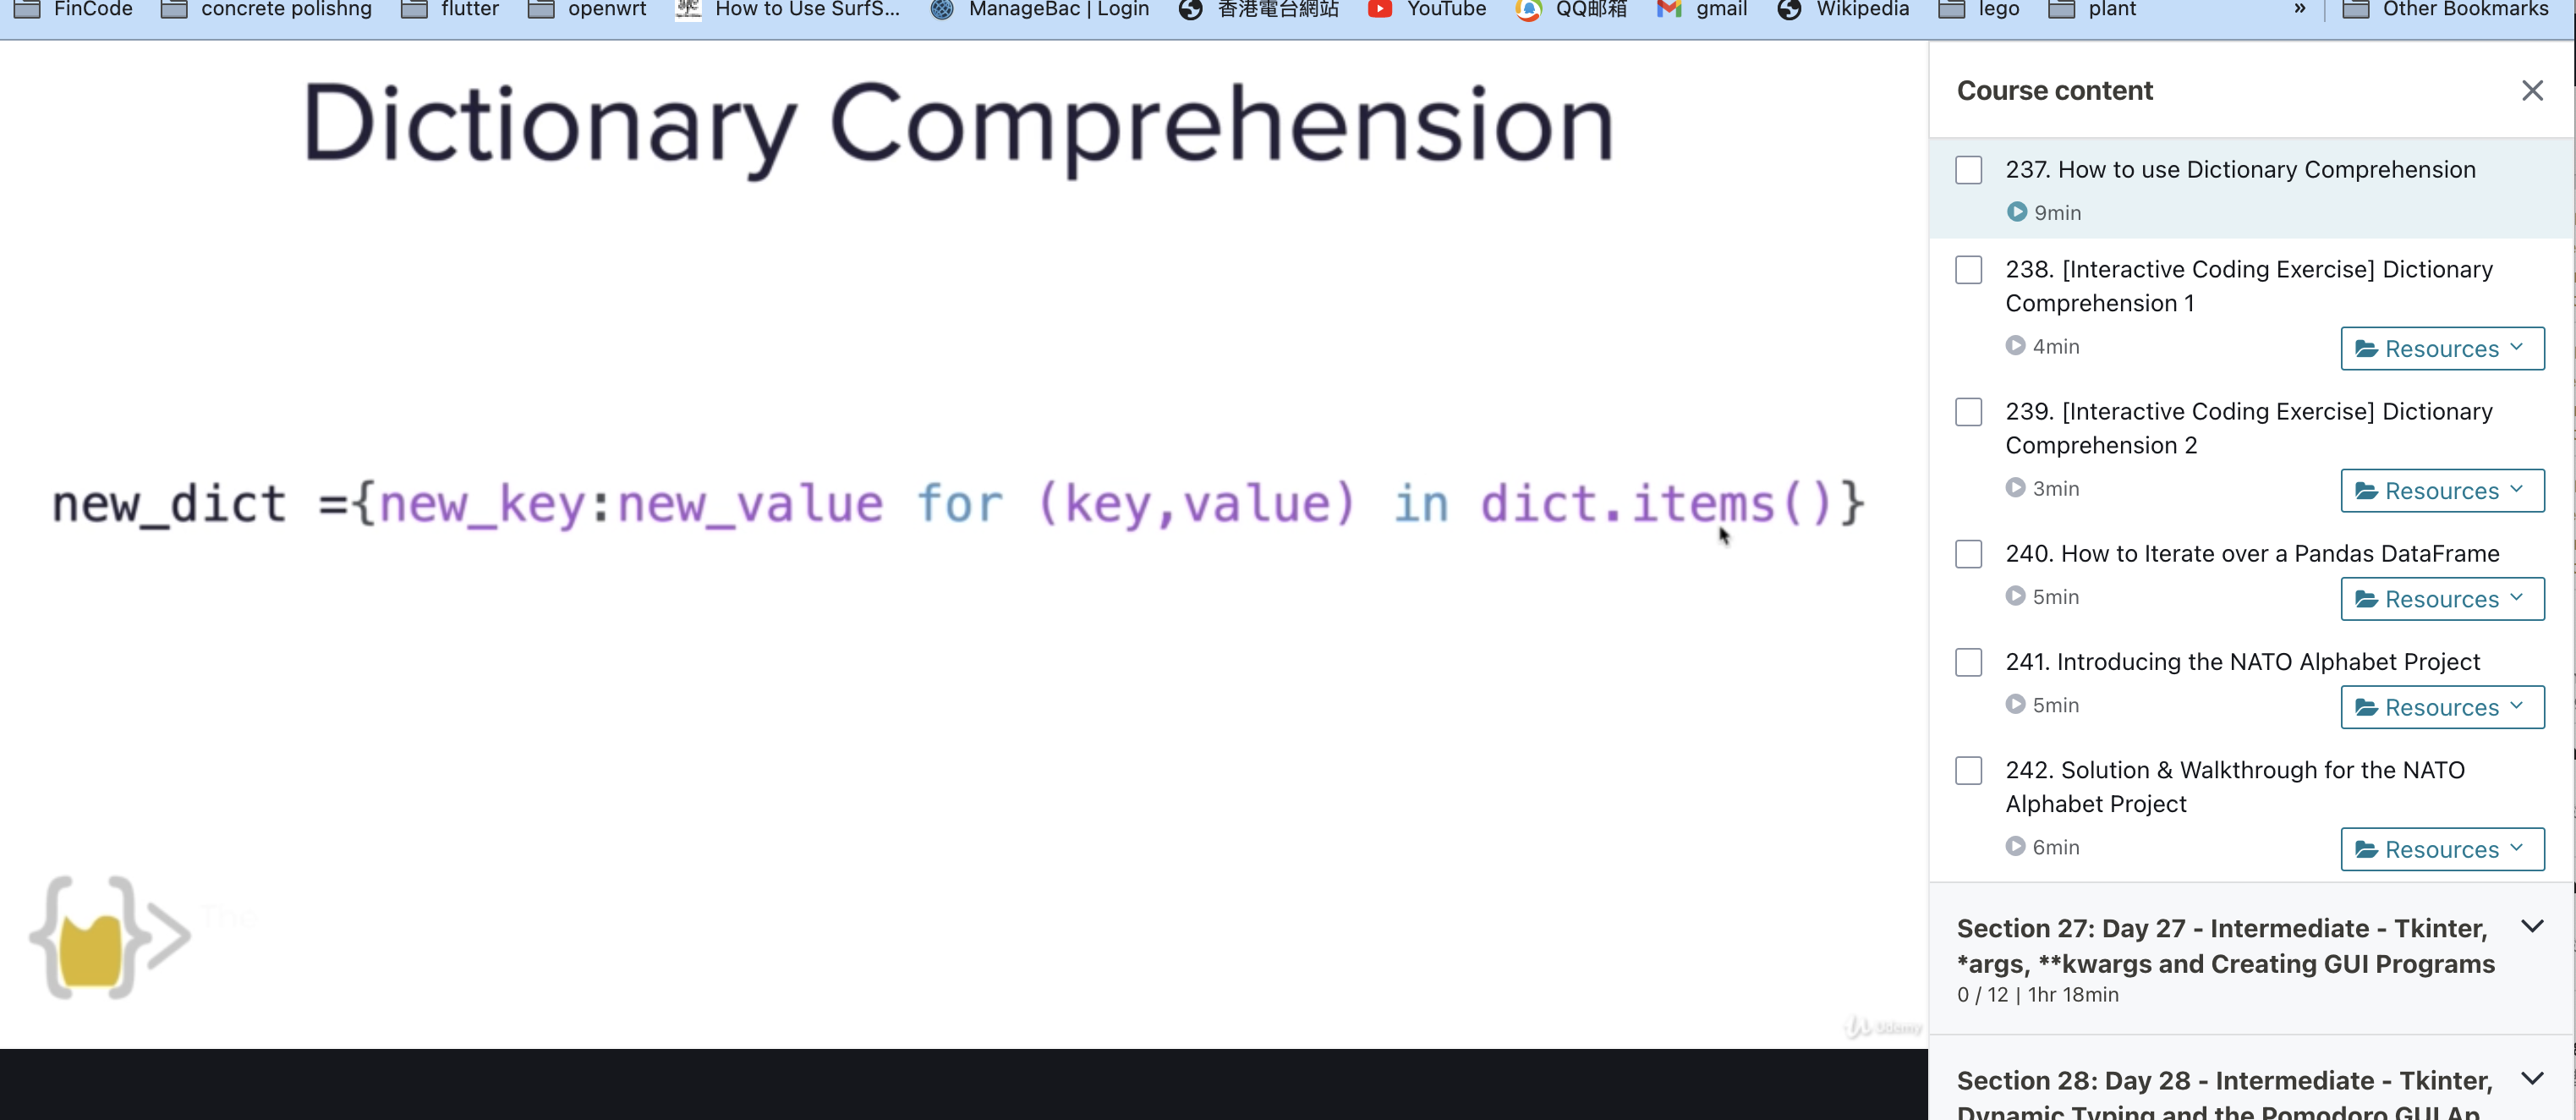 FinCode concrete polishng flutter openwrt How to Use SurfS... ManageBac | Login 香港電台網站 YouTube QQ邮箱 gmail Wikipedia lego plant » Other Bookmarks
Dictionary Comprehension
new_dict ={new_key:new_value for (key,value) in dict.items()}
The
Udemy
Course content
237. How to use Dictionary Comprehension
9min
238. [Interactive Coding Exercise] Dictionary
Comprehension 1
4min
Resources
239. [Interactive Coding Exercise] Dictionary
Comprehension 2
3min
Resources
240. How to Iterate over a Pandas DataFrame
5min
Resources
241. Introducing the NATO Alphabet Project
5min
Resources
242. Solution & Walkthrough for the NATO
Alphabet Project
6min
Resources
Section 27: Day 27 - Intermediate - Tkinter,
*args, **kwargs and Creating GUI Programs
0 / 12 | 1hr 18min
Section 28: Day 28 - Intermediate - Tkinter,
Dynamic Typing and the Pomodoro GUI Ap